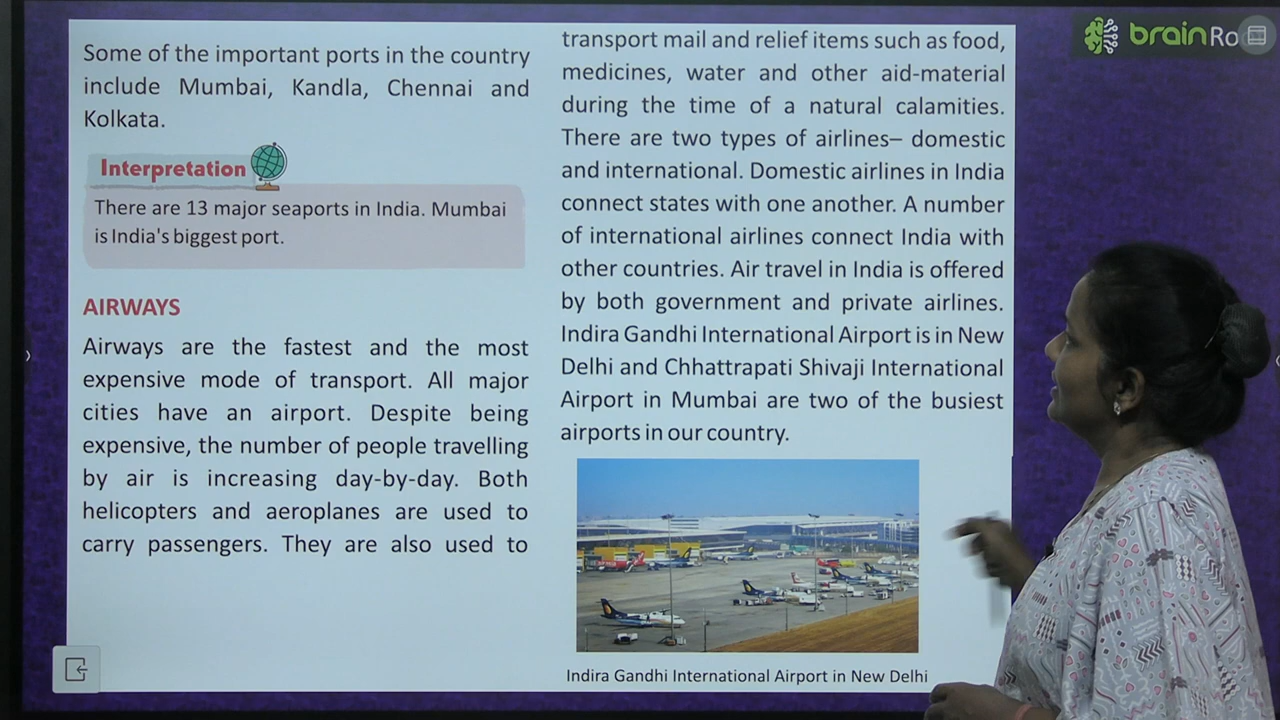 Some of the important ports in the country
include Mumbai, Kandla, Chennai and
Kolkata.
Interpretation
There are 13 major seaports in India. Mumbai
is India's biggest port.
AIRWAYS
Airways are the fastest and the most
expensive mode of transport. All major
cities have an airport. Despite being
expensive, the number of people travelling
by air is increasing day-by-day. Both
helicopters and aeroplanes are used to
carry passengers. They are also used to
transport mail and relief items such as food,
medicines, water and other aid-material
during the time of a natural calamities.
There are two types of airlines– domestic
and international. Domestic airlines in India
connect states with one another. A number
of international airlines connect India with
other countries. Air travel in India is offered
by both government and private airlines.
Indira Gandhi International Airport is in New
Delhi and Chhattrapati Shivaji International
Airport in Mumbai are two of the busiest
airports in our country.
Indira Gandhi International Airport in New Delhi
brainRo